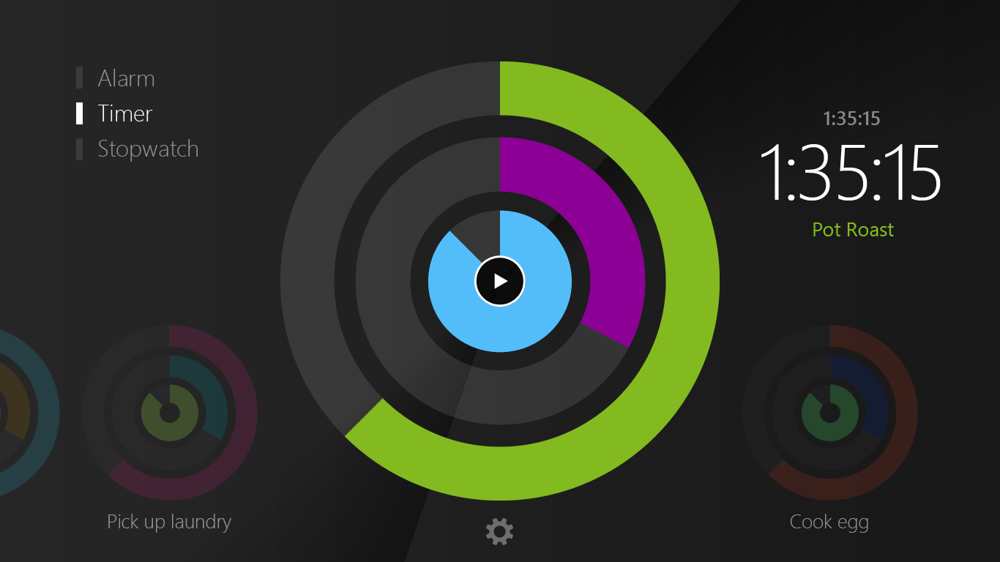 Alarm
Timer
Stopwatch
1:35:15
1:35:15
Pot Roast
Pick up laundry
Cook egg